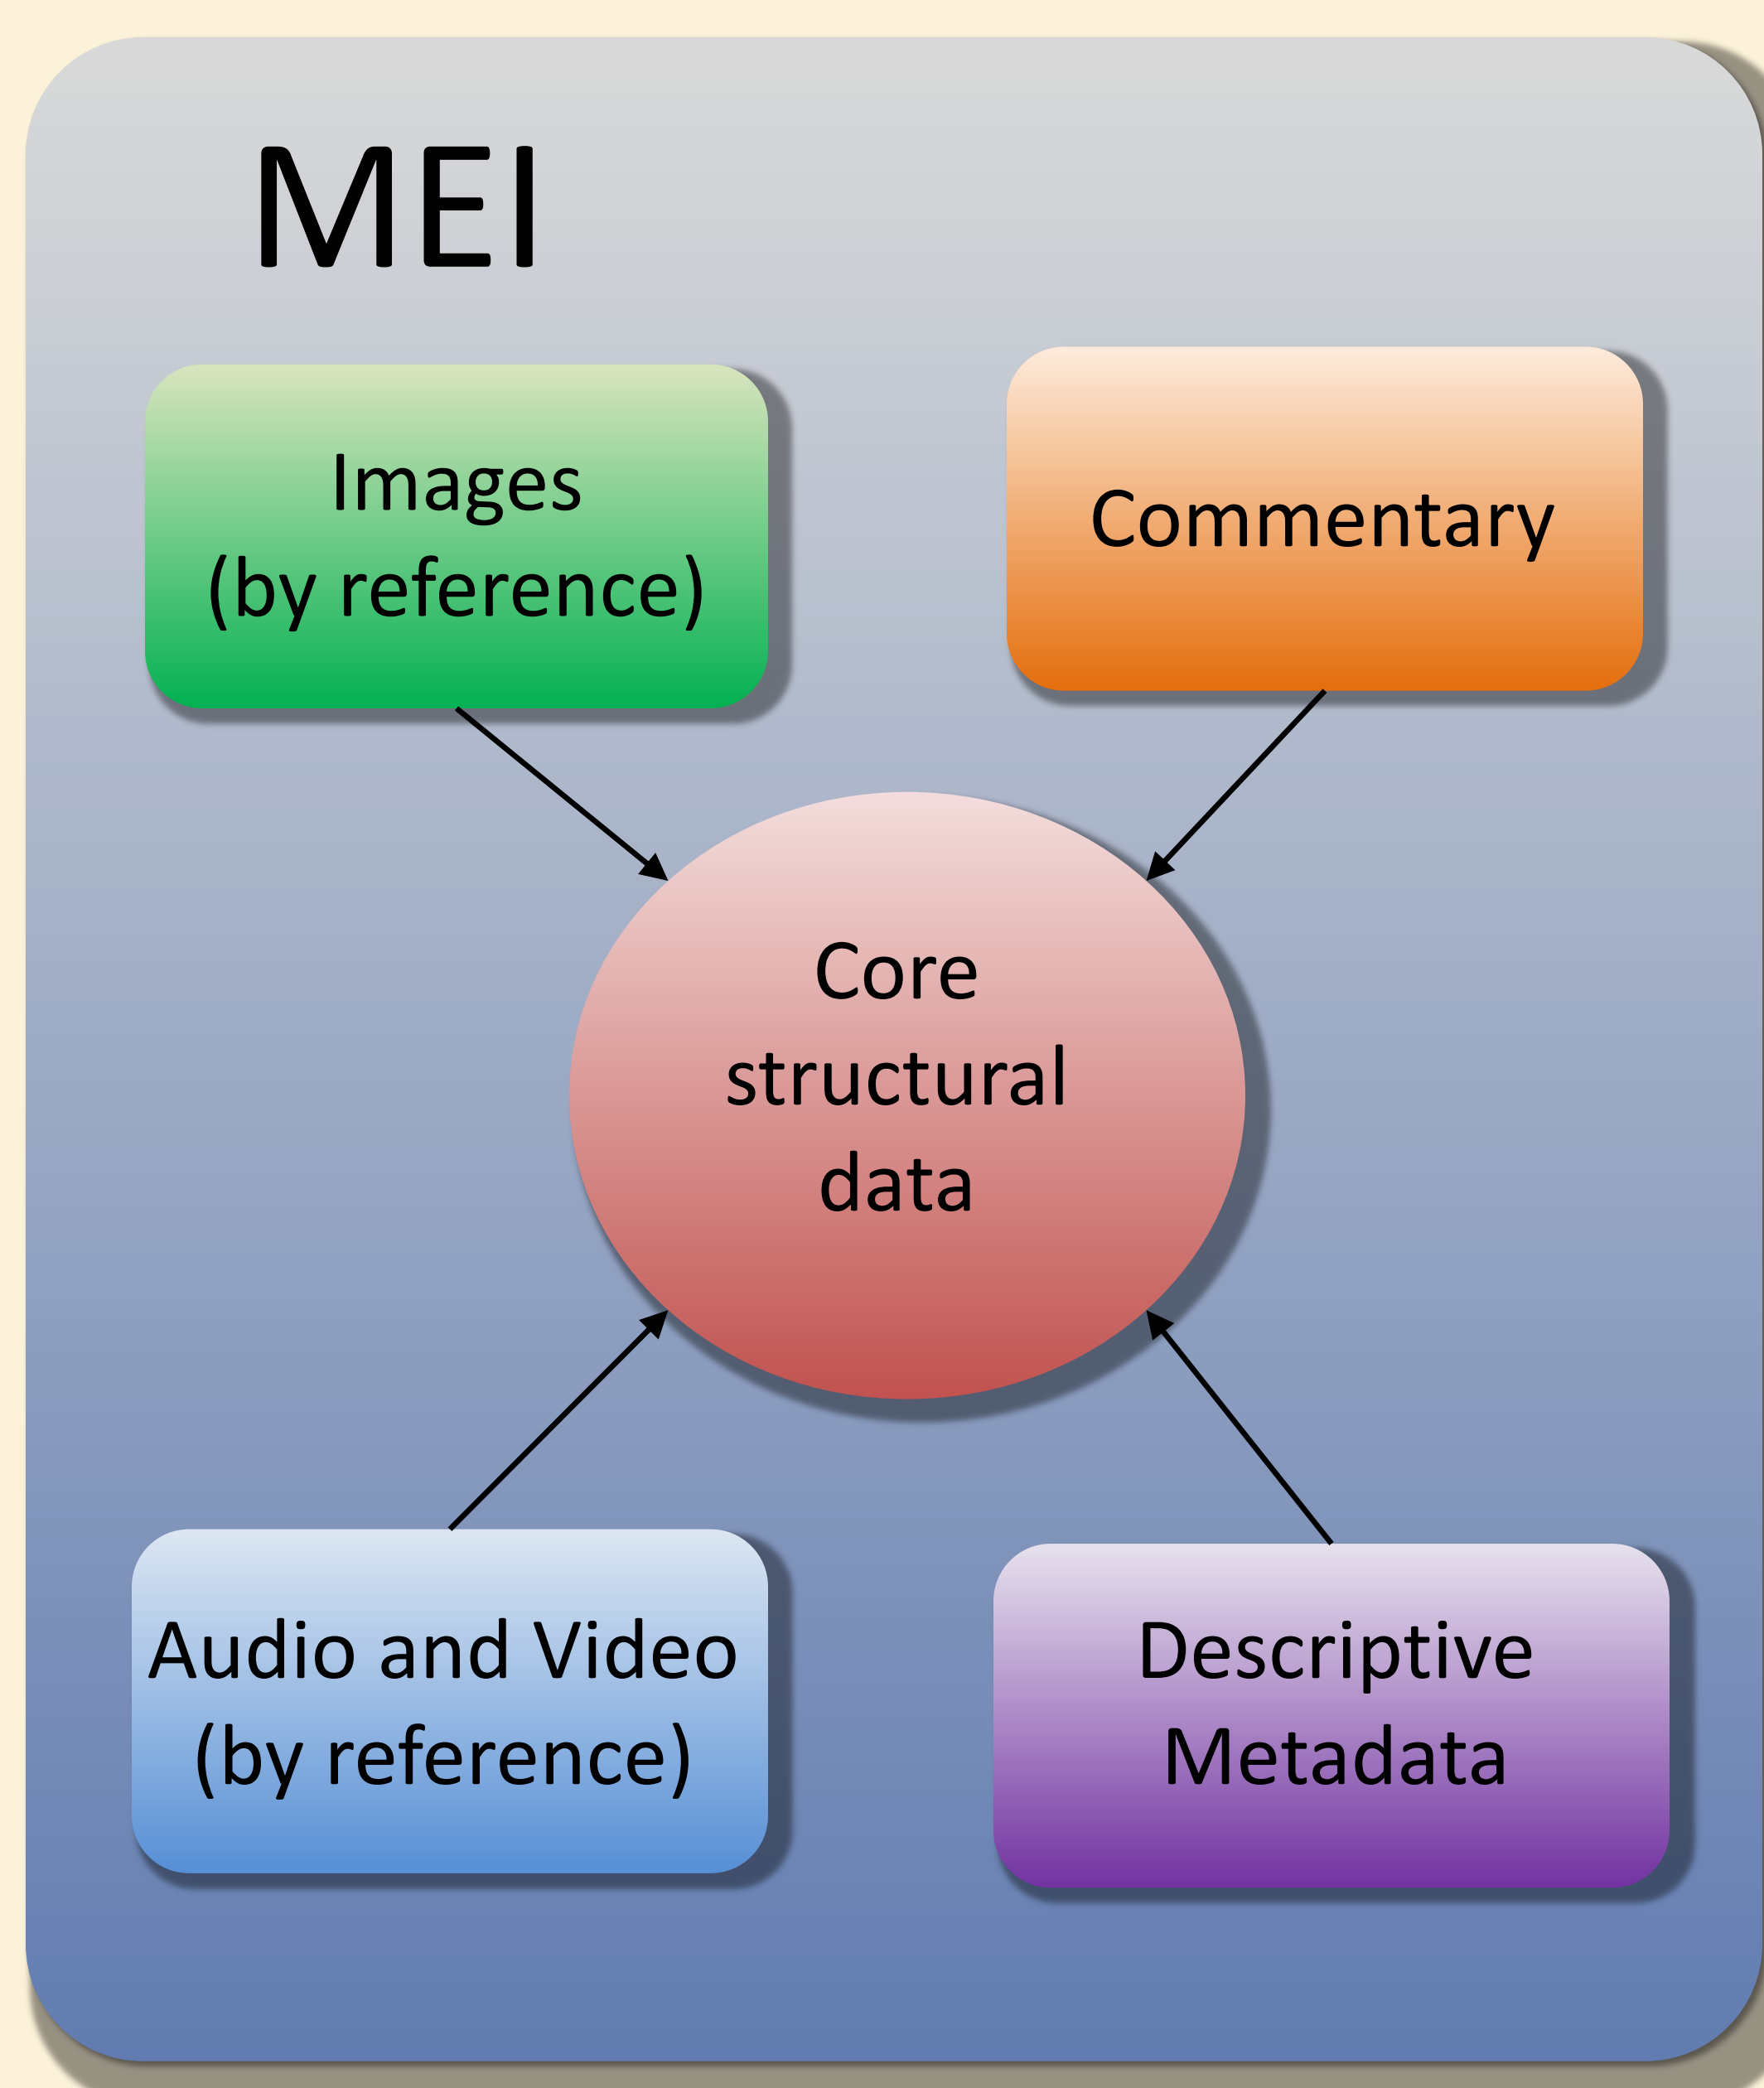 MEI
Images
(by reference)
Commentary
Core
structural
data
Audio and Video
(by reference)
Descriptive
Metadata